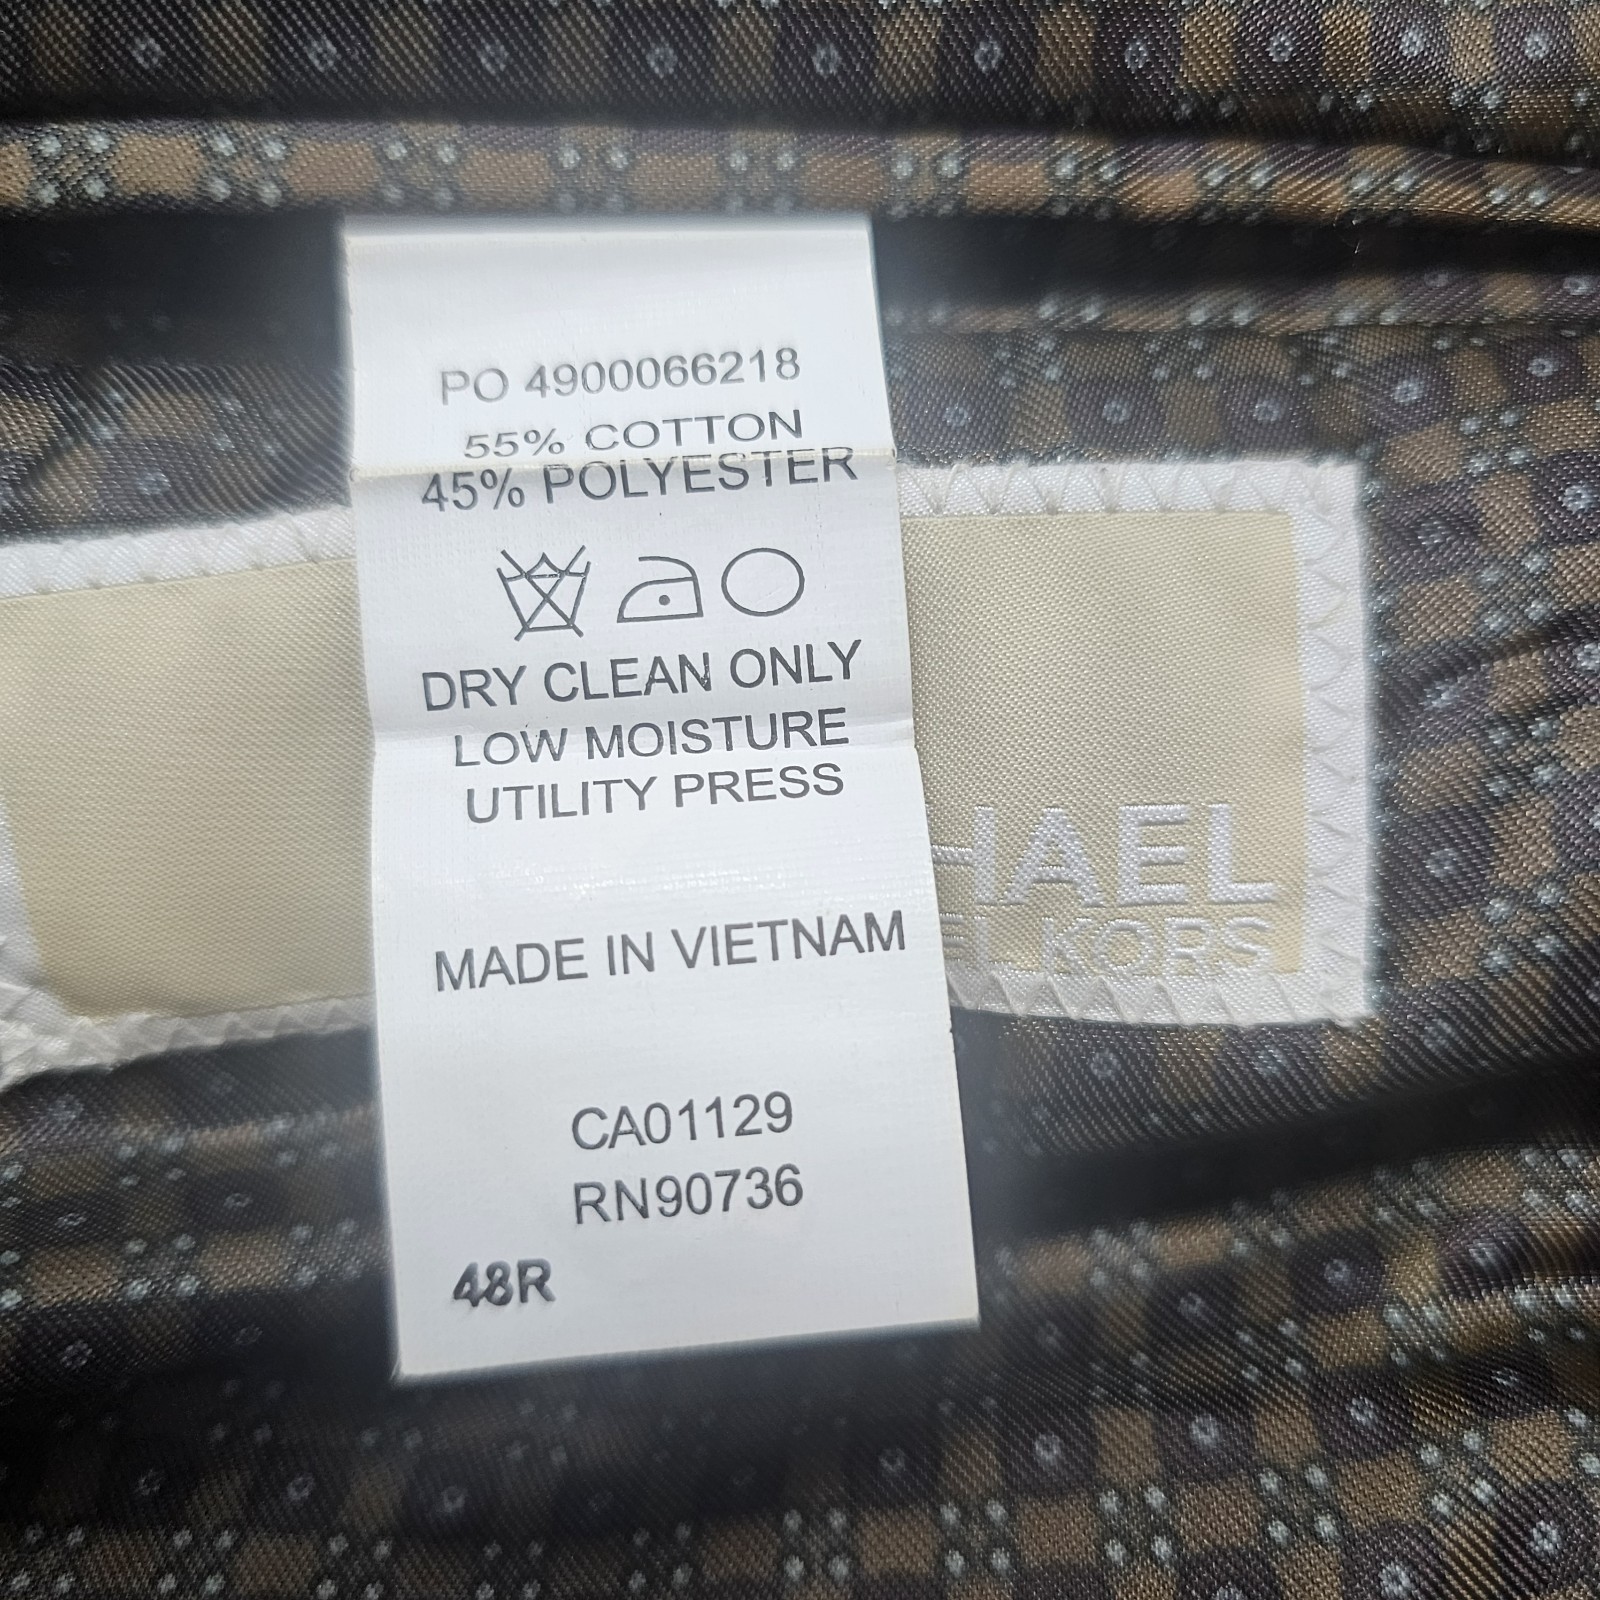 PO 4900066218
55% COTTON
45% POLYESTER
DRY CLEAN ONLY
LOW MOISTURE
UTILITY PRESS
HAEL
EL KORS
MADE IN VIETNAM
CA01129
RN90736
48R